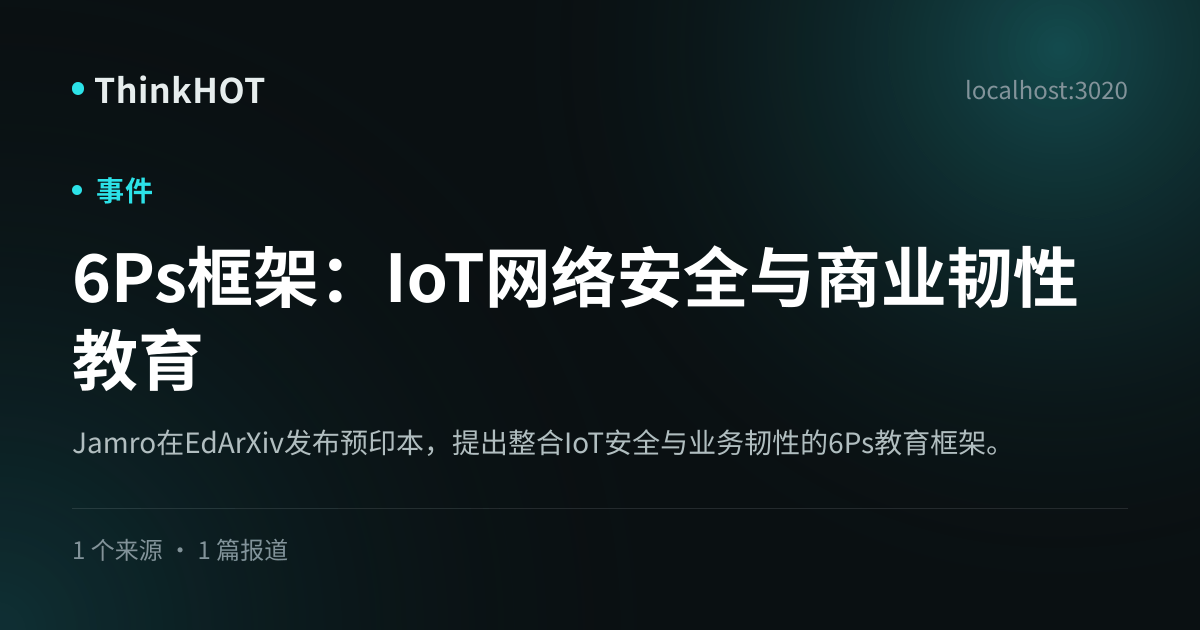 ThinkHOT
localhost:3020
事件
6Ps框架：IoT网络安全与商业韧性
教育
Jamro在EdArXiv发布预印本，提出整合IoT安全与业务韧性的6Ps教育框架。
1 个来源 · 1 篇报道